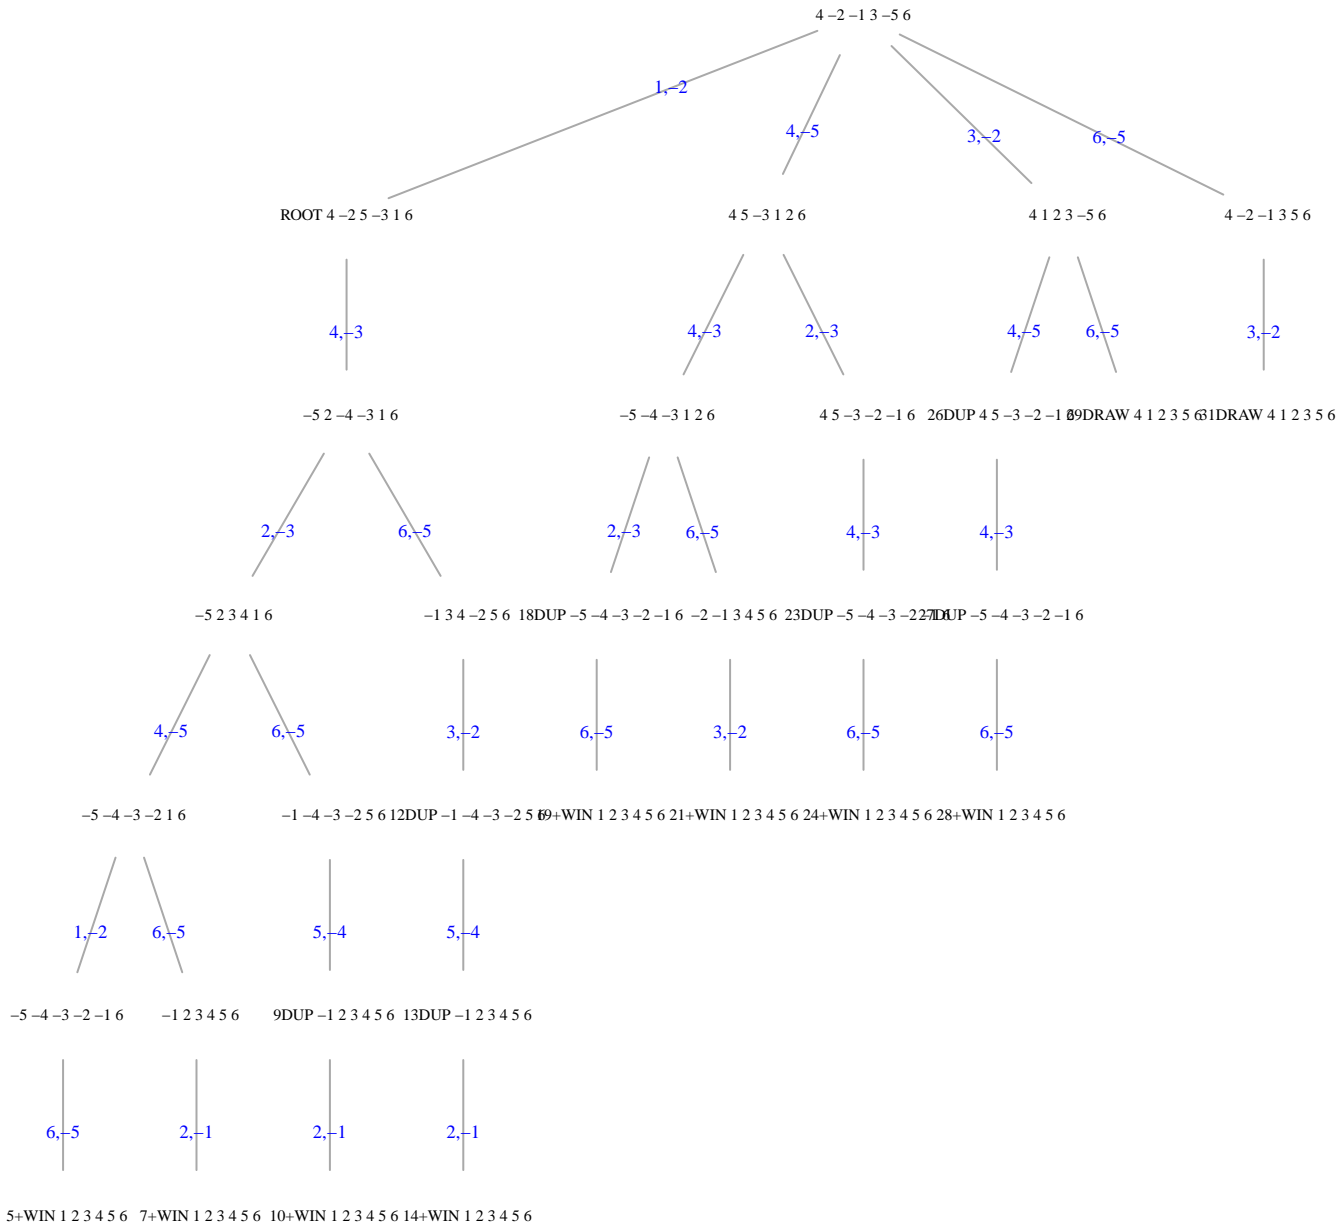 4 –2 –1 3 –5 6
1,–2
4,–5
3,–2
6,–5
ROOT 4 –2 5 –3 1 6
4 5 –3 1 2 6
4 1 2 3 –5 6
4 –2 –1 3 5 6
4,–3
4,–3
2,–3
4,–5
6,–5
3,–2
–5 2 –4 –3 1 6
–5 –4 –3 1 2 6
4 5 –3 –2 –1 6
26DUP 4 5 –3 –2 –1 6
29DRAW 4 1 2 3 5 6
31DRAW 4 1 2 3 5 6
2,–3
6,–5
2,–3
6,–5
4,–3
4,–3
–5 2 3 4 1 6
–1 3 4 –2 5 6
18DUP –5 –4 –3 –2 –1 6
–2 –1 3 4 5 6
23DUP –5 –4 –3 –2 –1 6
27DUP –5 –4 –3 –2 –1 6
4,–5
6,–5
3,–2
6,–5
3,–2
6,–5
6,–5
–5 –4 –3 –2 1 6
–1 –4 –3 –2 5 6
12DUP –1 –4 –3 –2 5 6
19+WIN 1 2 3 4 5 6
21+WIN 1 2 3 4 5 6
24+WIN 1 2 3 4 5 6
28+WIN 1 2 3 4 5 6
1,–2
6,–5
5,–4
5,–4
–5 –4 –3 –2 –1 6
–1 2 3 4 5 6
9DUP –1 2 3 4 5 6
13DUP –1 2 3 4 5 6
6,–5
2,–1
2,–1
2,–1
5+WIN 1 2 3 4 5 6
7+WIN 1 2 3 4 5 6
10+WIN 1 2 3 4 5 6
14+WIN 1 2 3 4 5 6